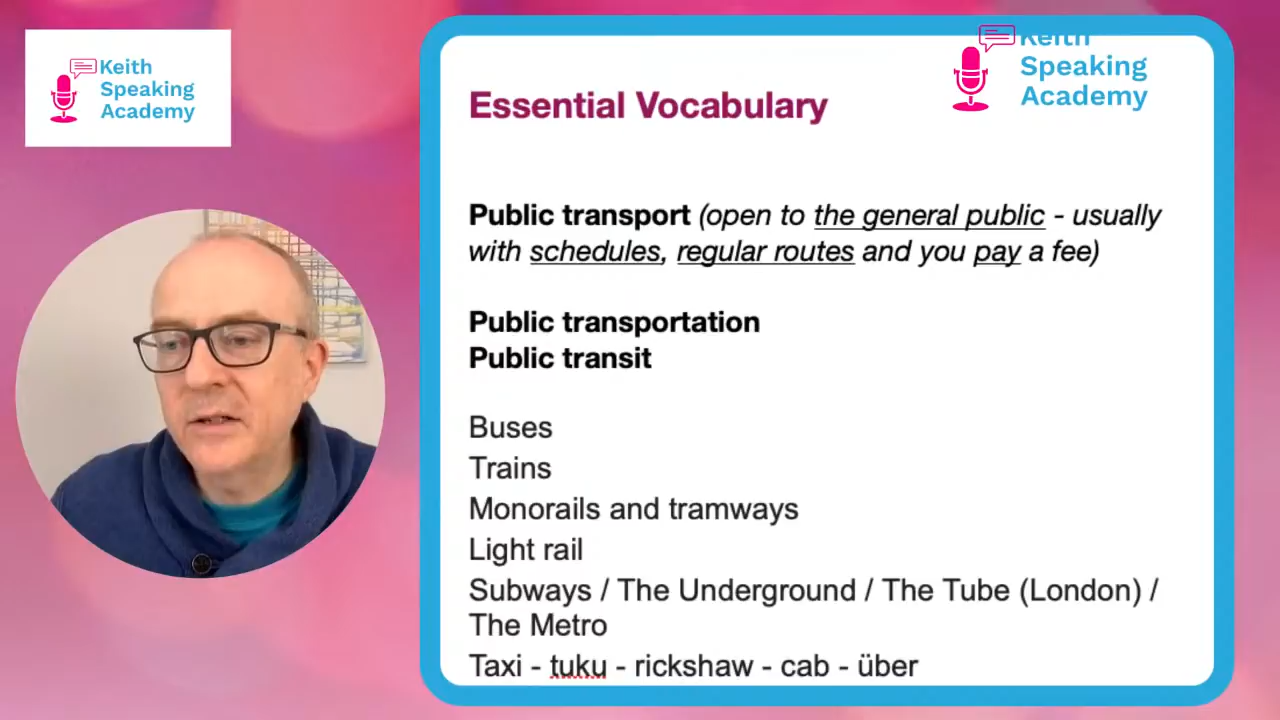 Keith
Speaking
Academy
Keith
Speaking
Academy
Essential Vocabulary
Public transport (open to the general public - usually
with schedules, regular routes and you pay a fee)
Public transportation
Public transit
Buses
Trains
Monorails and tramways
Light rail
Subways / The Underground / The Tube (London) /
The Metro
Taxi - tuku - rickshaw - cab - über